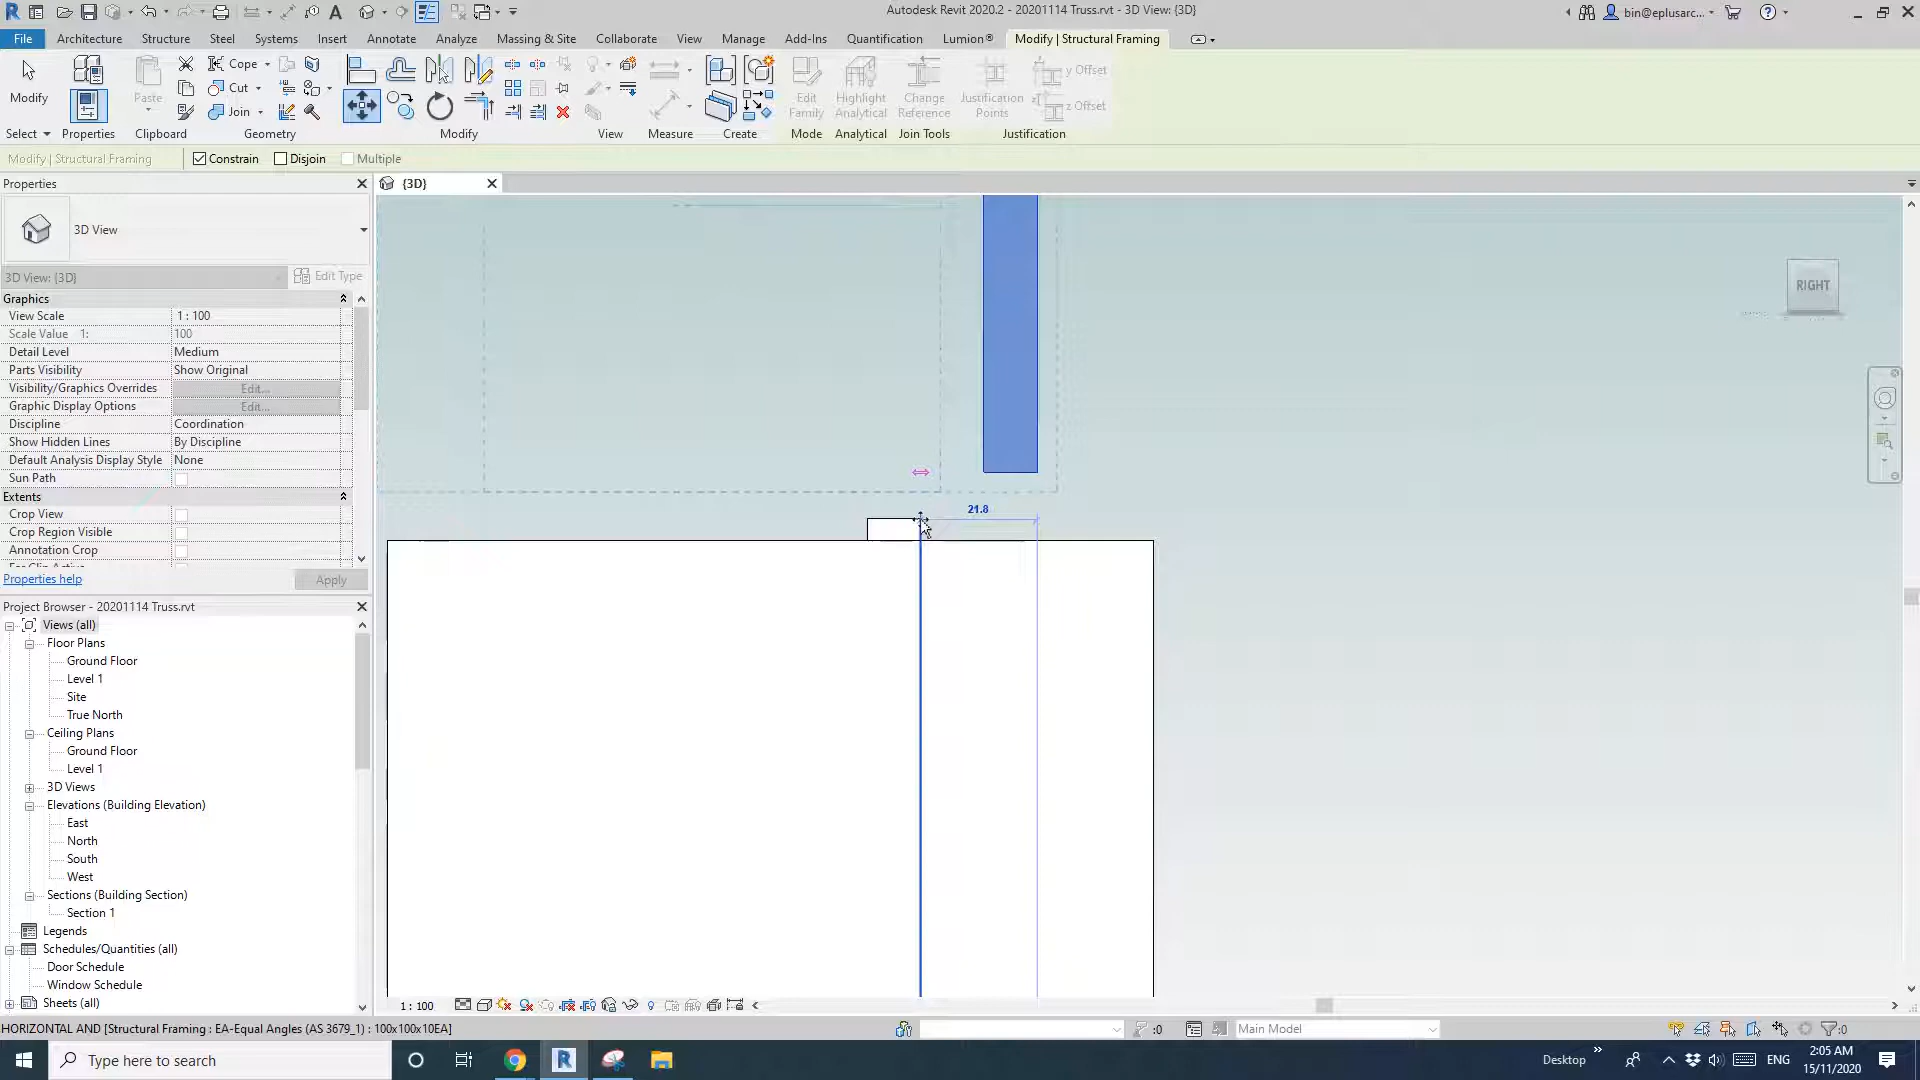 Autodesk Revit 2020.2 - 20201114 Truss.rvt - 3D View: {3D}
bin@eplusarc...
File Architecture Structure Steel Systems Insert Annotate Analyze Massing & Site Collaborate View Manage Add-Ins Quantification Lumion® Modify | Structural Framing
Modify
Paste
Cope
Cut
Join
Edit
Family
Highlight
Analytical
Change
Reference
Justification
Points
y Offset
z Offset
Select Properties Clipboard Geometry Modify View Measure Create Mode Analytical Join Tools Justification
Modify | Structural Framing Constrain Disjoin Multiple
Properties
{3D}
3D View
3D View: {3D} Edit Type
Graphics
View Scale 1 : 100
Scale Value 1: 100
Detail Level Medium
Parts Visibility Show Original
Visibility/Graphics Overrides Edit...
Graphic Display Options Edit...
Discipline Coordination
Show Hidden Lines By Discipline
Default Analysis Display Style None
Sun Path
Extents
Crop View
Crop Region Visible
Annotation Crop
Properties help Apply
RIGHT
21.8
Project Browser - 20201114 Truss.rvt
Views (all)
Floor Plans
Ground Floor
Level 1
Site
True North
Ceiling Plans
Ground Floor
Level 1
3D Views
Elevations (Building Elevation)
East
North
South
West
Sections (Building Section)
Section 1
Legends
Schedules/Quantities (all)
Door Schedule
Window Schedule
Sheets (all)
1 : 100
HORIZONTAL AND [Structural Framing : EA-Equal Angles (AS 3679_1) : 100x100x10EA]
:0
Main Model
:0
Type here to search
Desktop
ENG
2:05 AM
15/11/2020